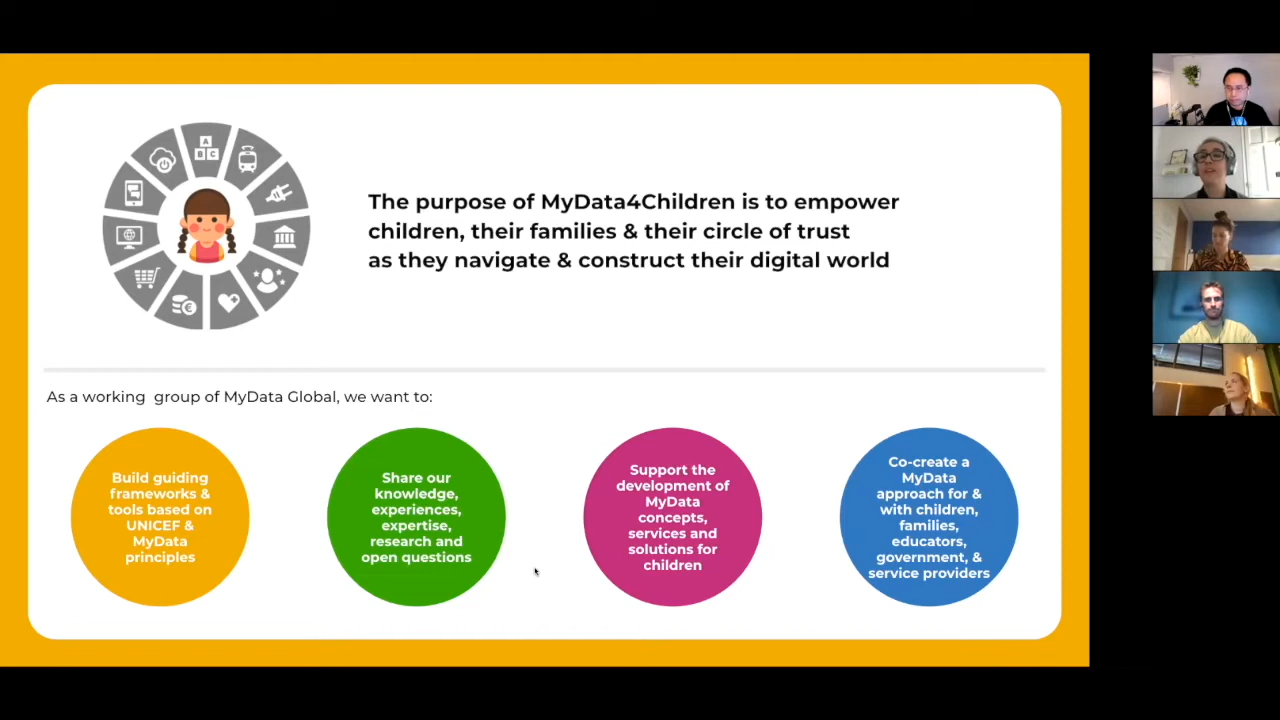 A
B C
The purpose of MyData4Children is to empower
children, their families & their circle of trust
as they navigate & construct their digital world
As a working group of MyData Global, we want to:
Build guiding
frameworks &
tools based on
UNICEF &
MyData
principles
Share our
knowledge,
experiences,
expertise,
research and
open questions
Support the
development of
MyData
concepts,
services and
solutions for
children
Co-create a
MyData
approach for &
with children,
families,
educators,
government, &
service providers